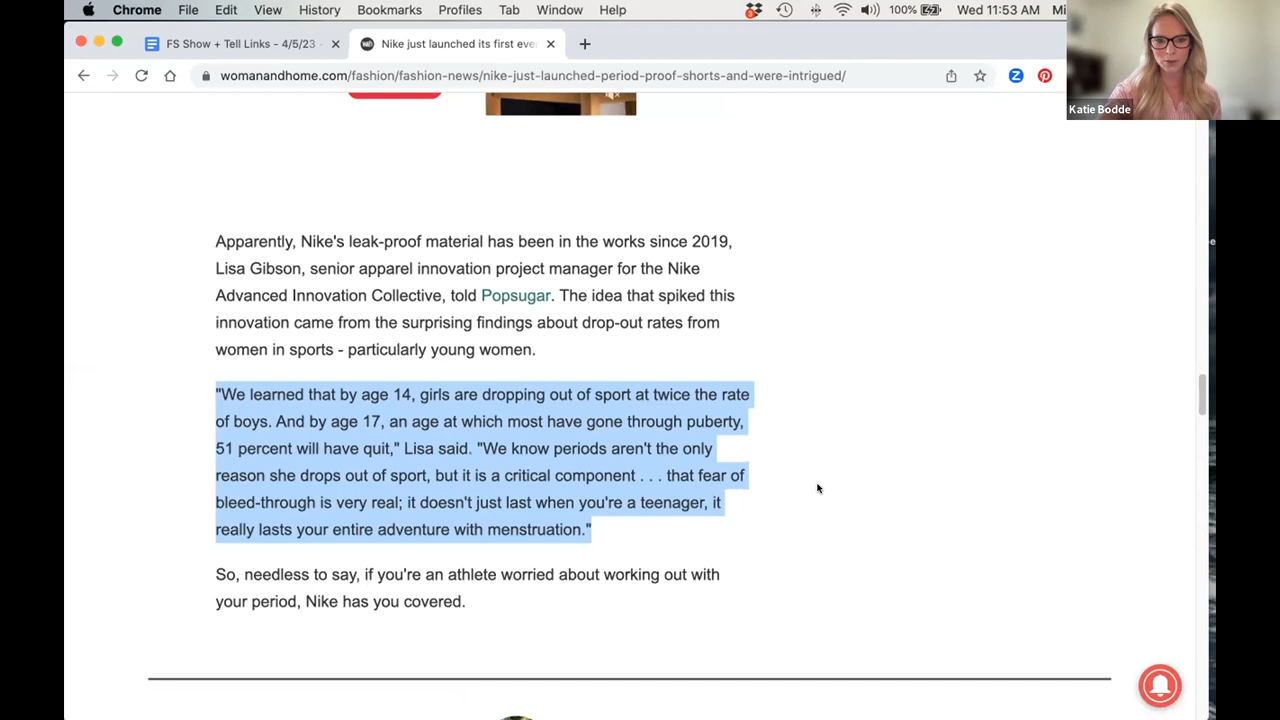 Chrome File Edit View History Bookmarks Profiles Tab Window Help 3 100% Wed 11:53 AM Mi
FS Show + Tell Links - 4/5/23 Nike just launched its first eve
womanandhome.com/fashion/fashion-news/nike-just-launched-period-proof-shorts-and-were-intrigued/
Katie Bodde
Apparently, Nike's leak-proof material has been in the works since 2019,
Lisa Gibson, senior apparel innovation project manager for the Nike
Advanced Innovation Collective, told Popsugar. The idea that spiked this
innovation came from the surprising findings about drop-out rates from
women in sports - particularly young women.
"We learned that by age 14, girls are dropping out of sport at twice the rate
of boys. And by age 17, an age at which most have gone through puberty,
51 percent will have quit," Lisa said. "We know periods aren't the only
reason she drops out of sport, but it is a critical component . . . that fear of
bleed-through is very real; it doesn't just last when you're a teenager, it
really lasts your entire adventure with menstruation."
So, needless to say, if you're an athlete worried about working out with
your period, Nike has you covered.